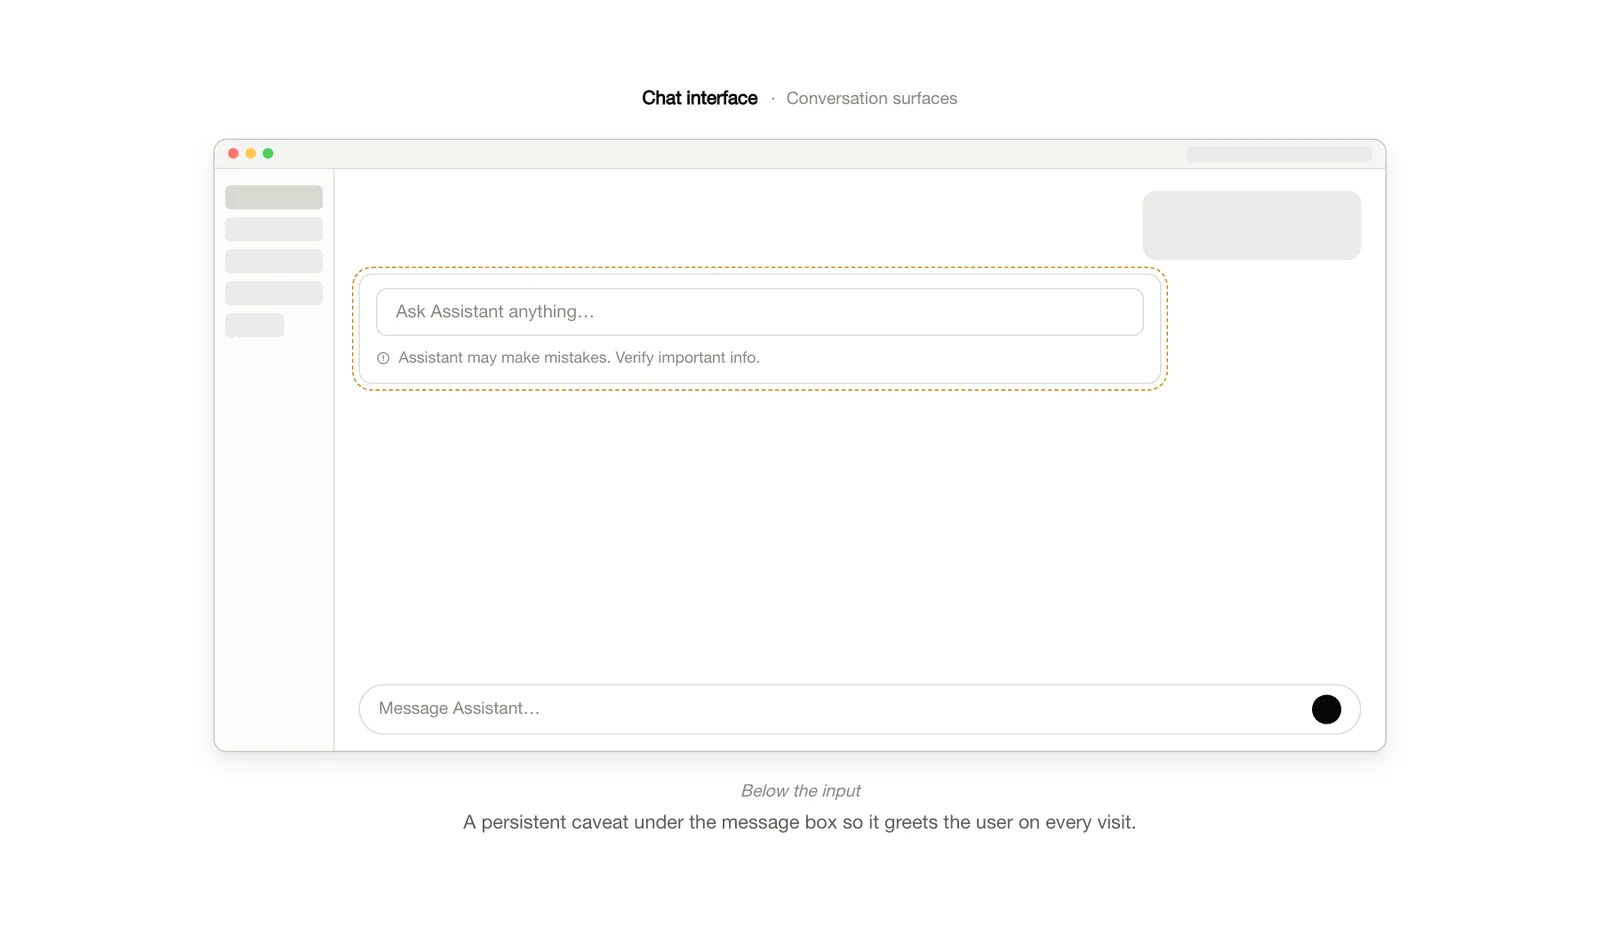 Chat interface · Conversation surfaces
Ask Assistant anything…
Assistant may make mistakes. Verify important info.
Message Assistant…
Below the input
A persistent caveat under the message box so it greets the user on every visit.